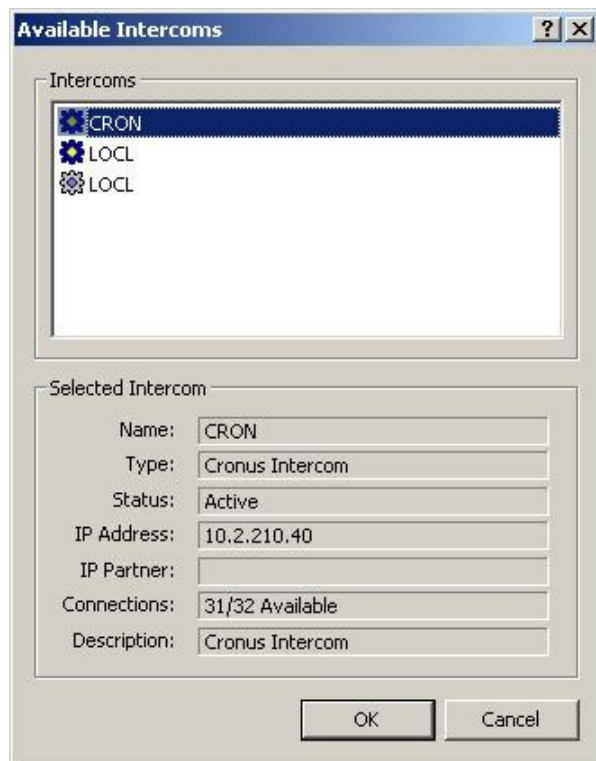 Available Intercoms
Intercoms
CRON
LOCL
LOCL
Selected Intercom
Name: CRON
Type: Cronus Intercom
Status: Active
IP Address: 10.2.210.40
IP Partner:
Connections: 31/32 Available
Description: Cronus Intercom
OK Cancel